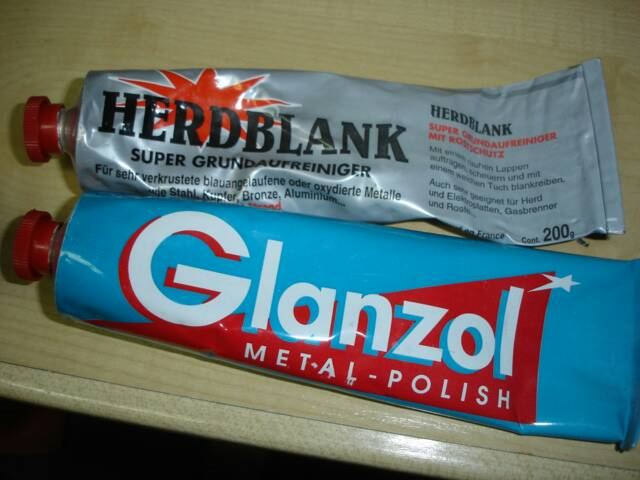 HERDBLANK
SUPER GRUNDAUFREINIGER
Für sehr verkrustete blauangelaufene oder oxydierte Metalle
Stahl, Kupfer, Bronze, Aluminium...
HERDBLANK
SUPER GRUNDAUFREINIGER
MIT ROSTSCHUTZ
Mit einem rauhen Lappen
auftragen, scheuern und mit
einem weichen Tuch blankreiben.
Auch sehr geeignet für Herd
und Elektroplatten, Gasbrenner
und Roste.
France Cont. 200g
Glanzol
METAL-POLISH